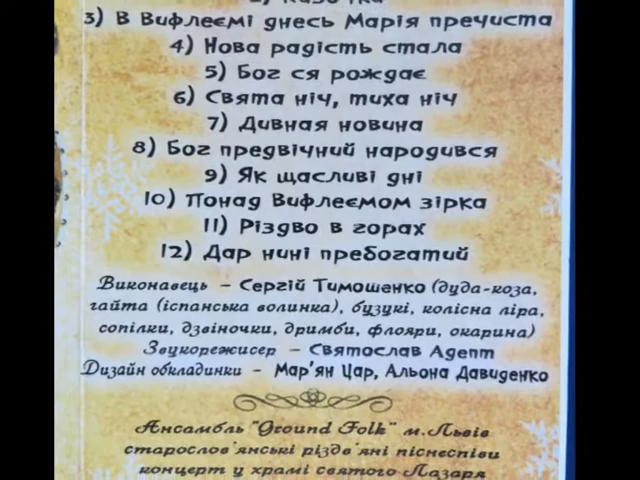 3) В Вифлеємі днесь Марія пречиста
4) Нова радість стала
5) Бог ся рождає
6) Свята ніч, тиха ніч
7) Дивная новина
8) Бог предвічний народився
9) Як щасливі дні
10) Понад Вифлеємом зірка
11) Різдво в горах
12) Дар нині пребогатий
Виконавець – Сергій Тимошенко (дуда-коза,
гайта (іспанська волинка), бузукі, колісна ліра,
сопілки, дзвіночки, дримби, флояри, окарина)
Звукорежисер – Святослав Адепт
Дизайн обкладинки – Мар'ян Цар, Альона Давиденко
Ансамбль "Ground Folk" м.Львів
старослов'янські різдв'яні піснеспіви
концерт у храмі святого Лазаря